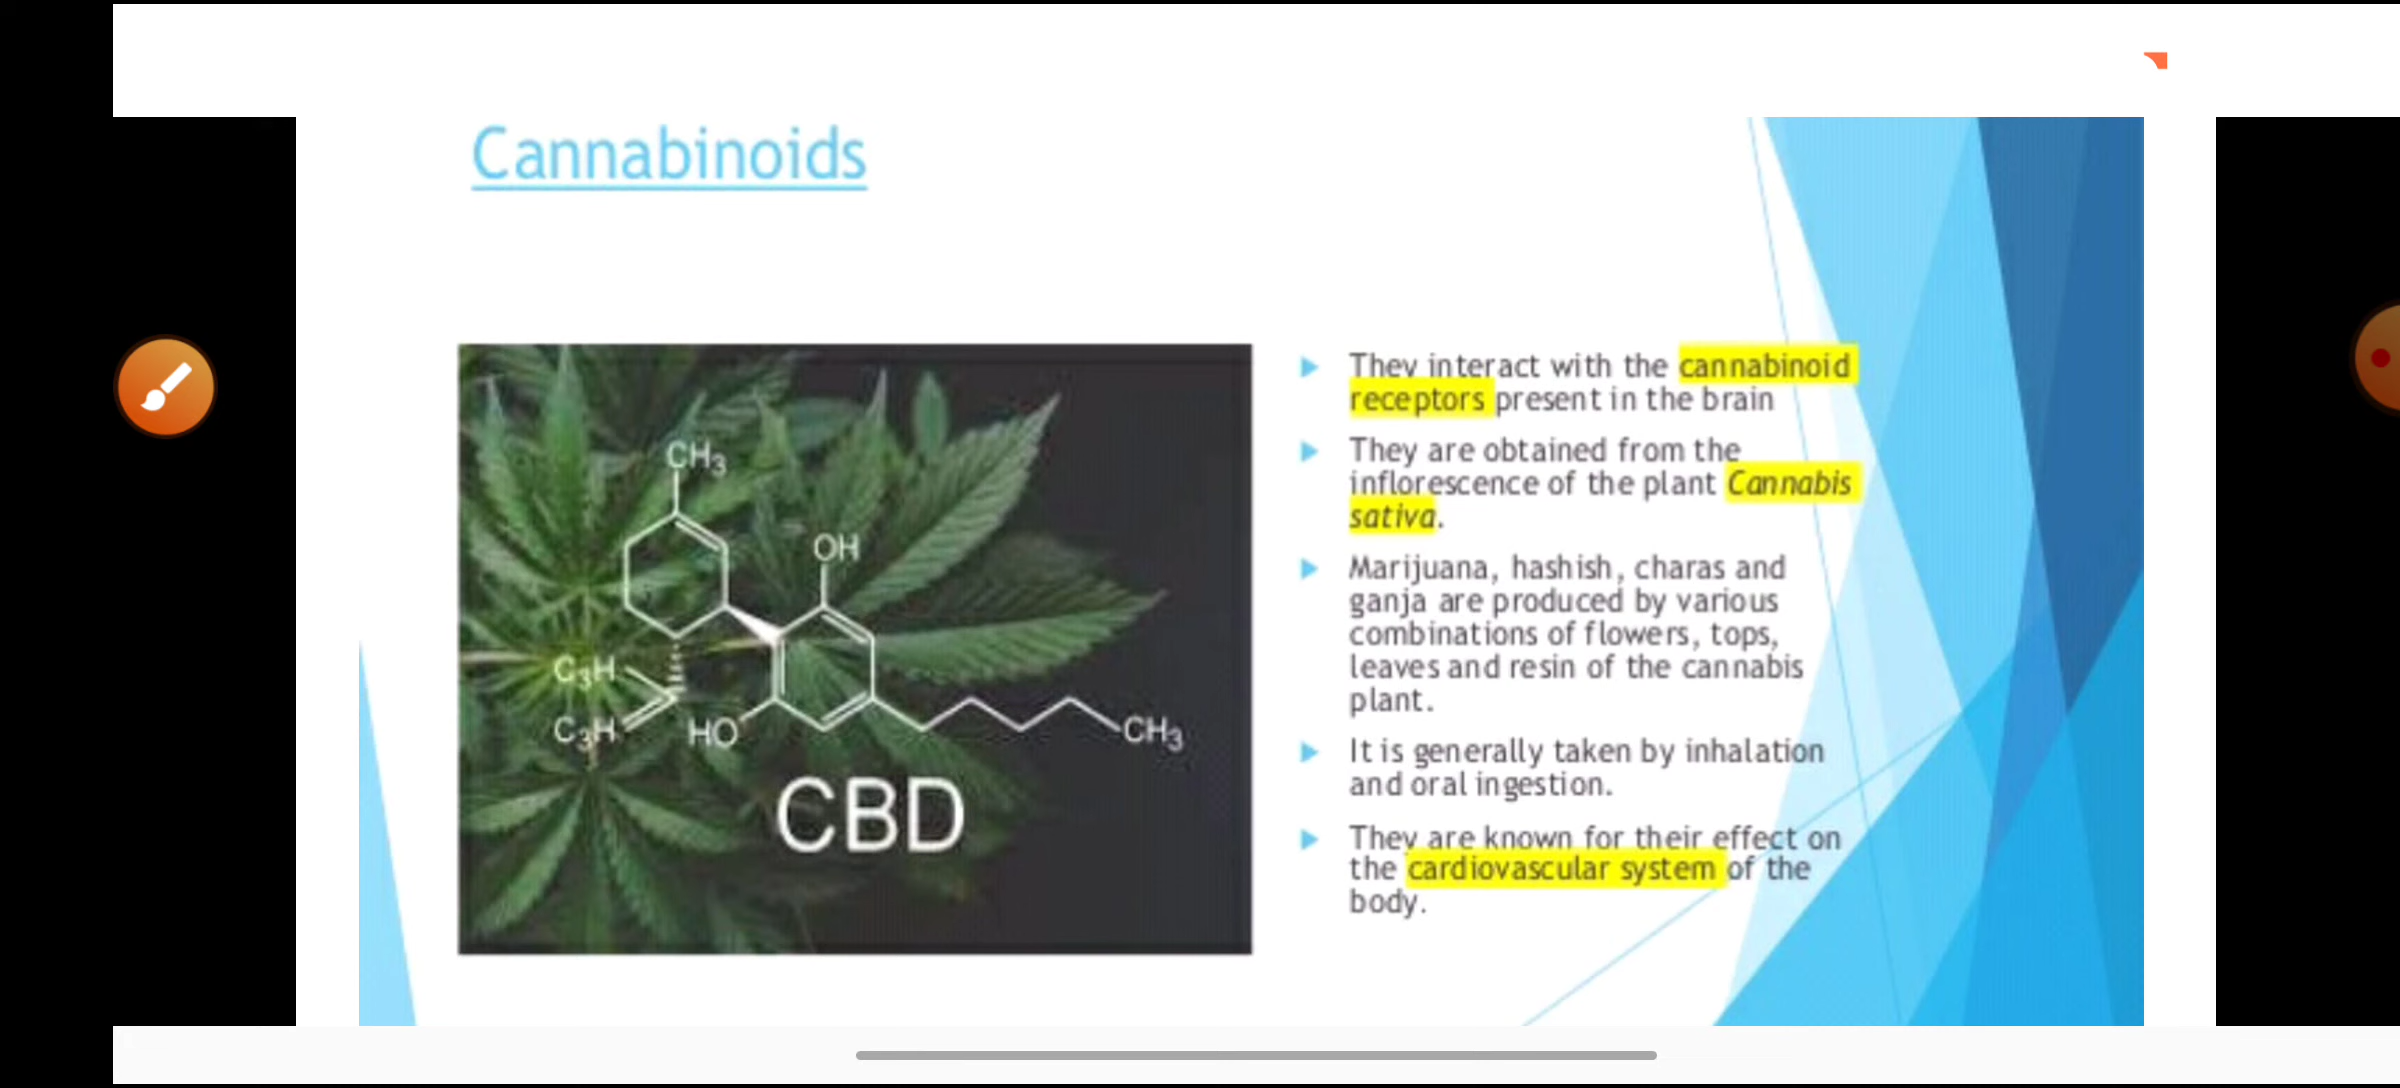 Cannabinoids
CH3
OH
C3H
C3H
HO
CH3
CBD
They interact with the cannabinoid
receptors present in the brain
They are obtained from the
inflorescence of the plant Cannabis
sativa.
Marijuana, hashish, charas and
ganja are produced by various
combinations of flowers, tops,
leaves and resin of the cannabis
plant.
It is generally taken by inhalation
and oral ingestion.
They are known for their effect on
the cardiovascular system of the
body.